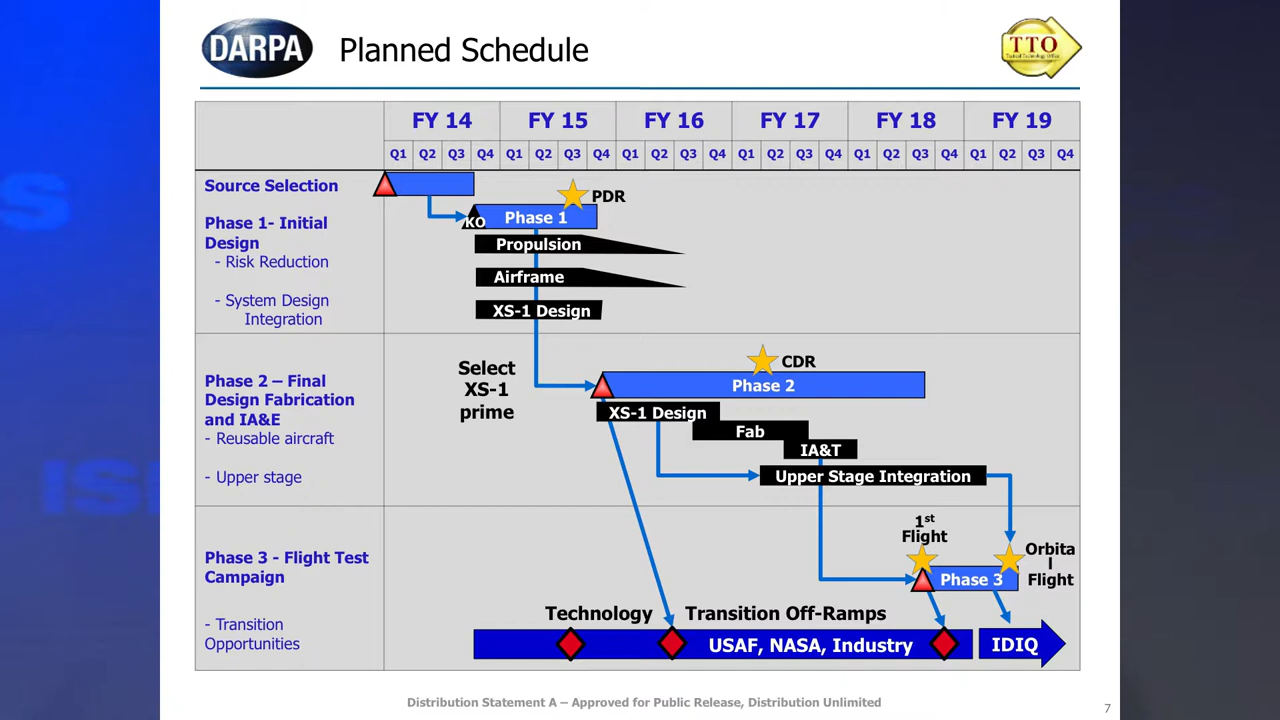 DARPA
Planned Schedule
TTO
FY 14 FY 15 FY 16 FY 17 FY 18 FY 19
Q1 Q2 Q3 Q4 Q1 Q2 Q3 Q4 Q1 Q2 Q3 Q4 Q1 Q2 Q3 Q4 Q1 Q2 Q3 Q4 Q1 Q2 Q3 Q4
Source Selection
PDR
KO
Phase 1
Phase 1- Initial
Design
- Risk Reduction
- System Design
Integration
Propulsion
Airframe
XS-1 Design
Select
XS-1
prime
CDR
Phase 2
Phase 2 – Final
Design Fabrication
and IA&E
- Reusable aircraft
- Upper stage
XS-1 Design
Fab
IA&T
Upper Stage Integration
1st
Flight
Orbita
l
Flight
Phase 3
Phase 3 - Flight Test
Campaign
- Transition
Opportunities
Technology Transition Off-Ramps
USAF, NASA, Industry
IDIQ
Distribution Statement A – Approved for Public Release, Distribution Unlimited
7